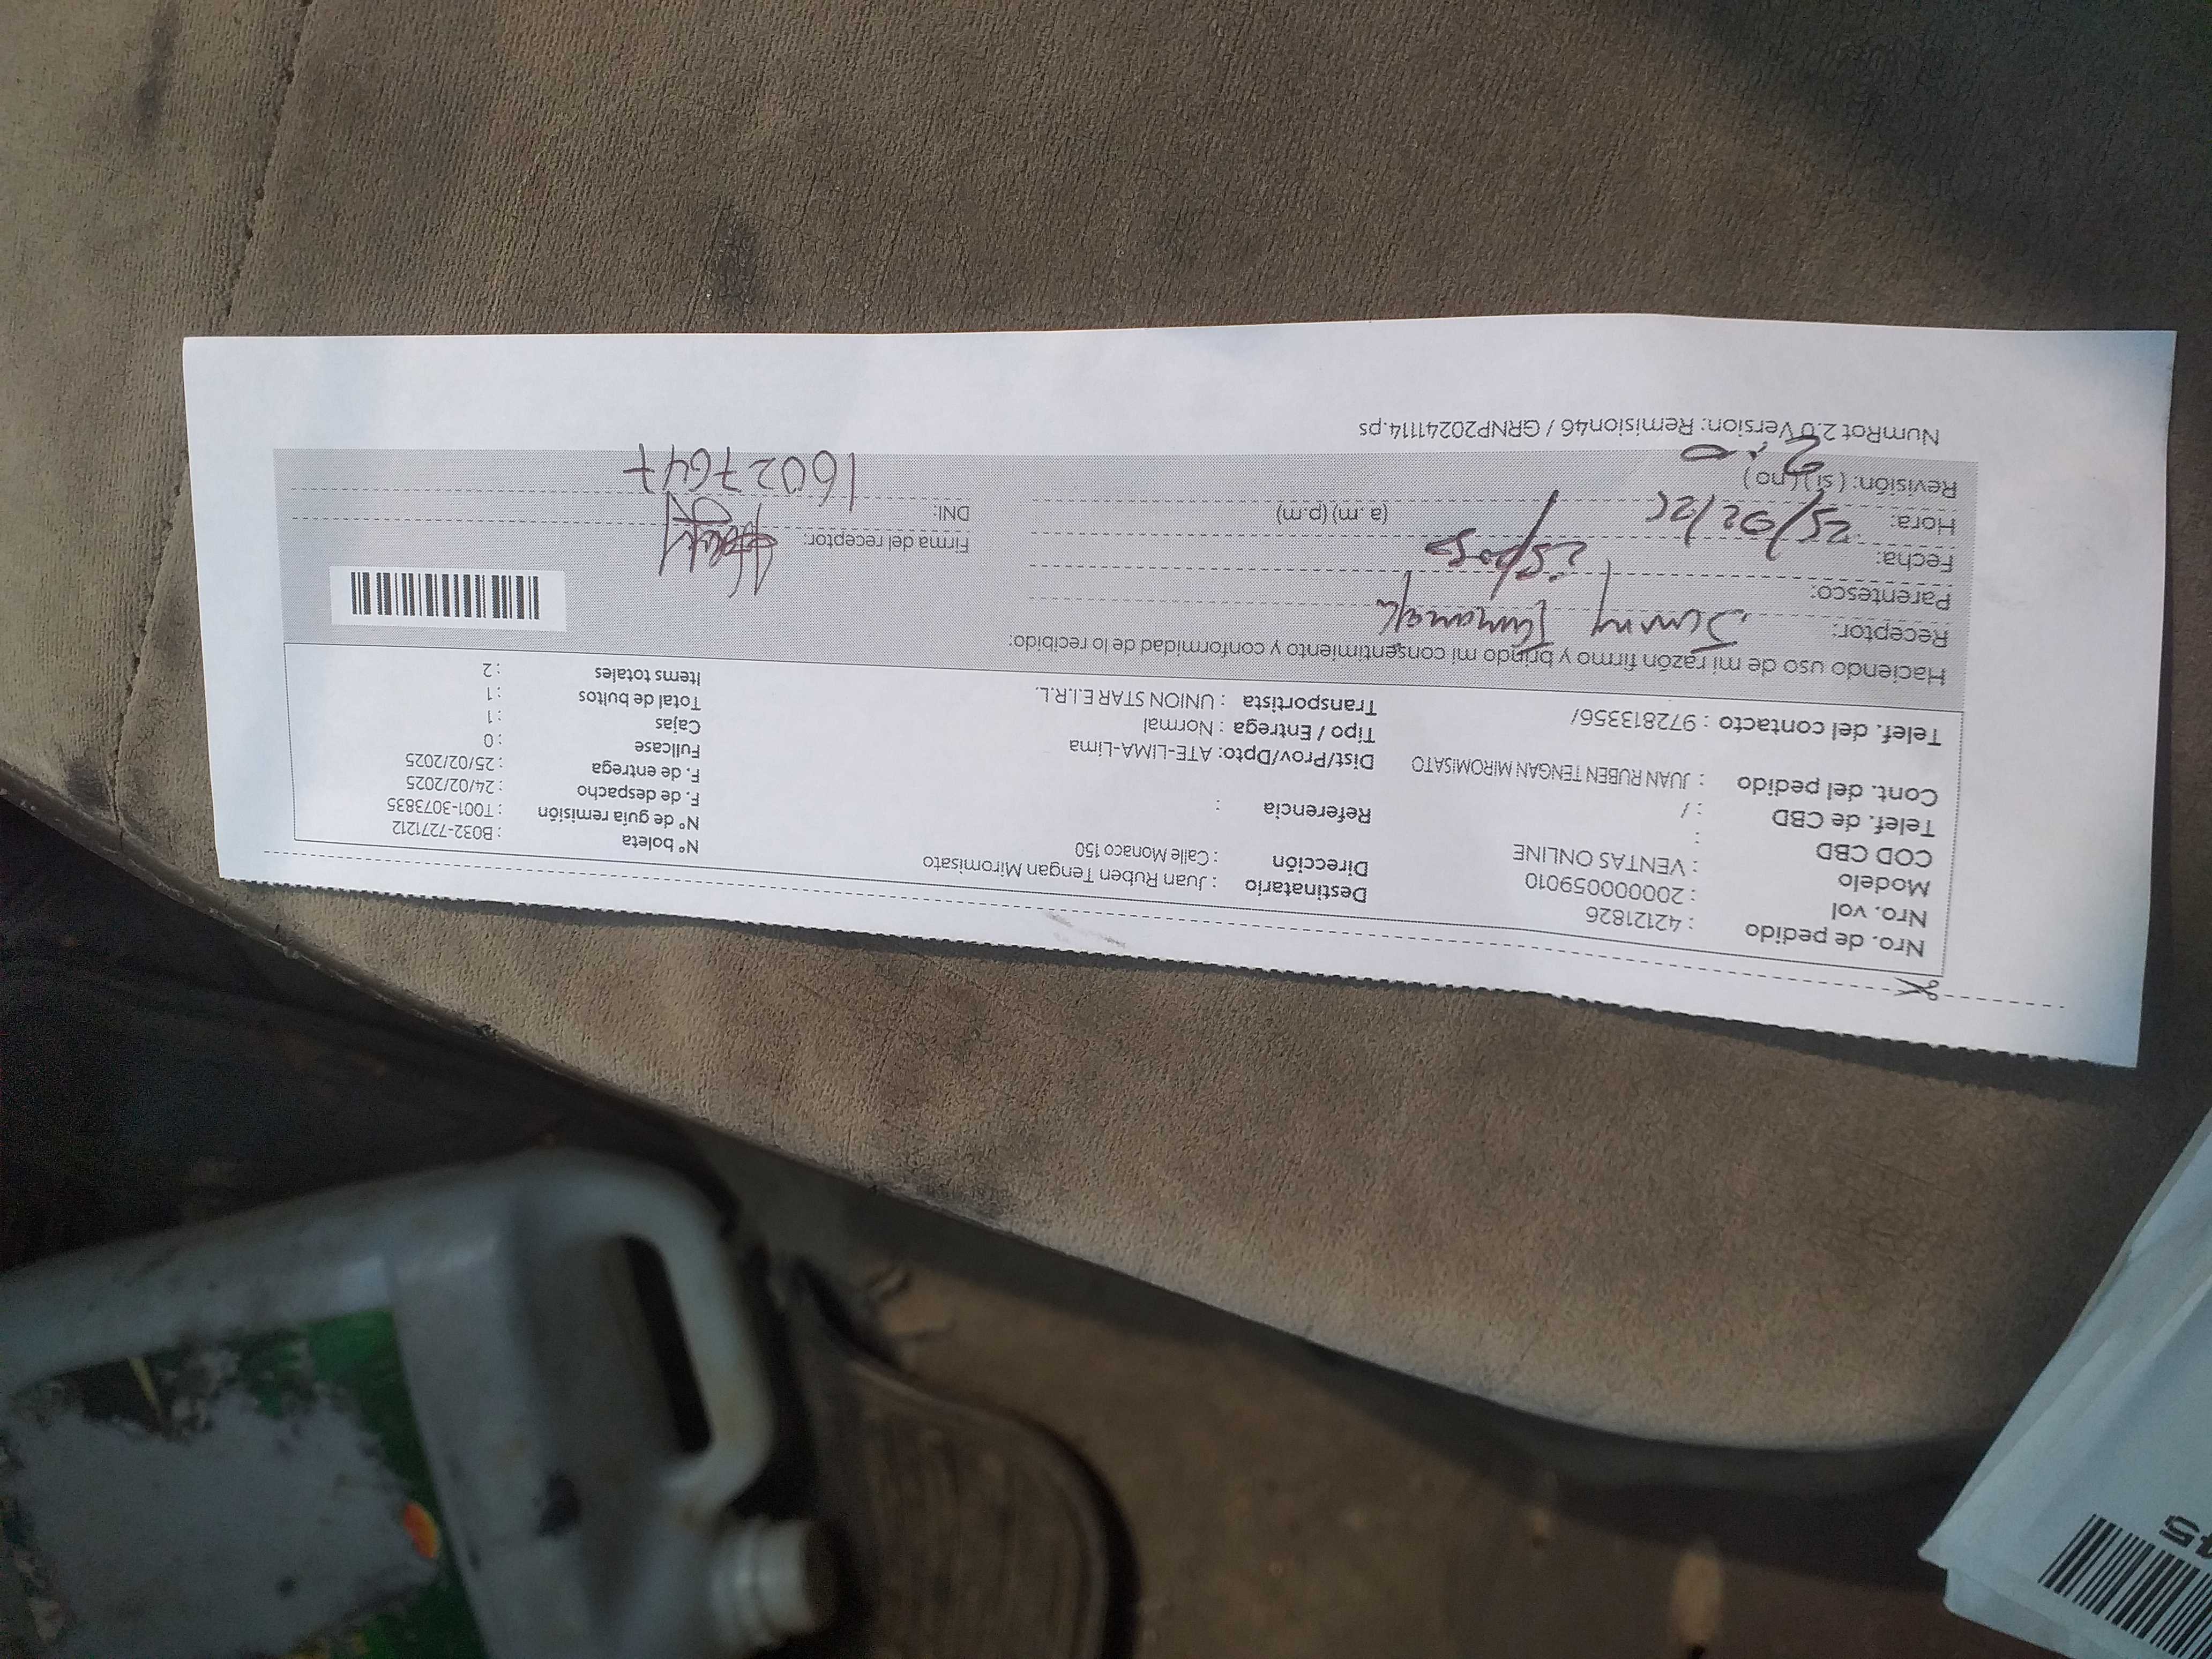 Nro. de pedido : 42121826
Nro. vol : 20000059010
Modelo : VENTAS ONLINE
COD CBD :
Telef. de CBD : /
Cont. del pedido : JUAN RUBEN TENGAN MIROMISATO
Telef. del contacto : 972813356/
Destinatario : Juan Ruben Tengan Miromisato
Dirección : Calle Monaco 150
Referencia :
Dist/Prov/Dpto: ATE-LIMA-Lima
Tipo / Entrega : Normal
Transportista : UNION STAR E.I.R.L.
N° boleta : B032-7271212
N° de guía remisión : T001-3073835
F. de despacho : 24/02/2025
F. de entrega : 25/02/2025
Fullcase : 0
Cajas : 1
Total de bultos : 1
Items totales : 2
Haciendo uso de mi razón firmo y brindo mi consentimiento y conformidad de lo recibido:
Receptor:
Parentesco: esposo
Fecha:
Hora: 25/02/25 (a.m) (p.m)
Revisión: (si) (no)
Firma del receptor:
DNI: 16027647
NumRot 2.0 Version: Remision46 / GRNP20241114.ps